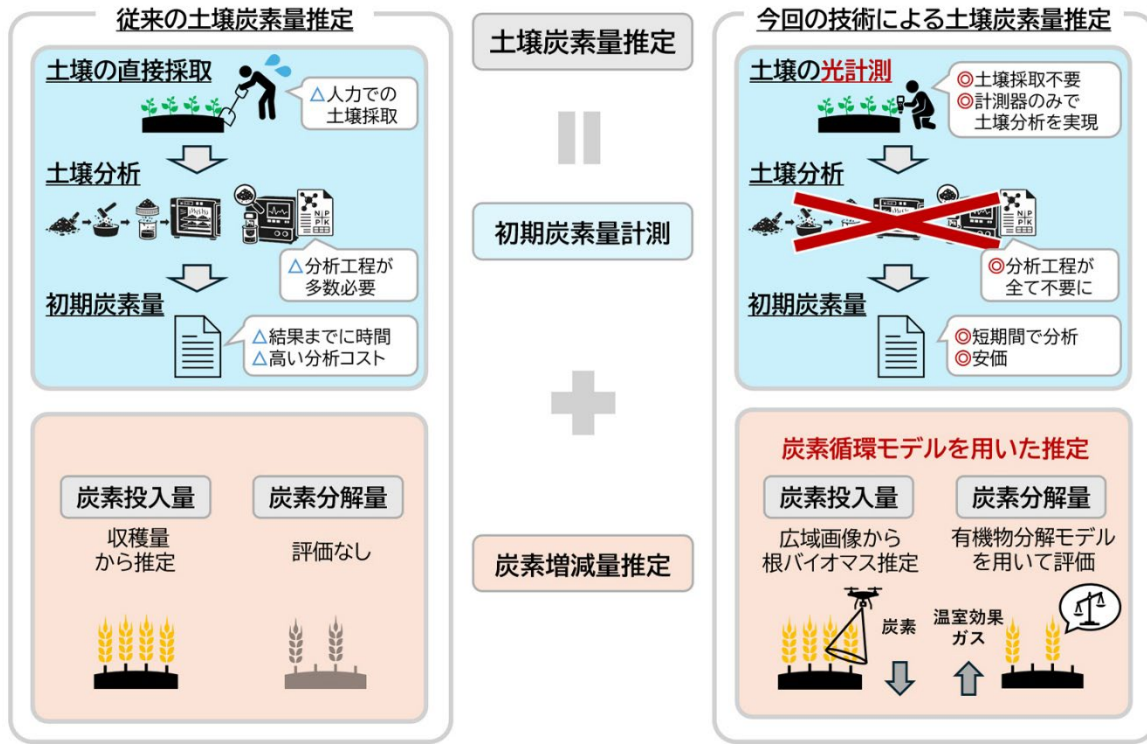 従来の土壌炭素量推定
土壌の直接採取
△人力での
土壌採取
土壌分析
N P
P K
△分析工程が
多数必要
初期炭素量
△結果までに時間
△高い分析コスト
炭素投入量
収穫量
から推定
炭素分解量
評価なし
土壌炭素量推定
初期炭素量計測
炭素増減量推定
今回の技術による土壌炭素量推定
土壌の光計測
◎土壌採取不要
◎計測器のみで
土壌分析を実現
土壌分析
N P
P K
◎分析工程が
全て不要に
初期炭素量
◎短期間で分析
◎安価
炭素循環モデルを用いた推定
炭素投入量
広域画像から
根バイオマス推定
炭素
炭素分解量
有機物分解モデル
を用いて評価
温室効果
ガス